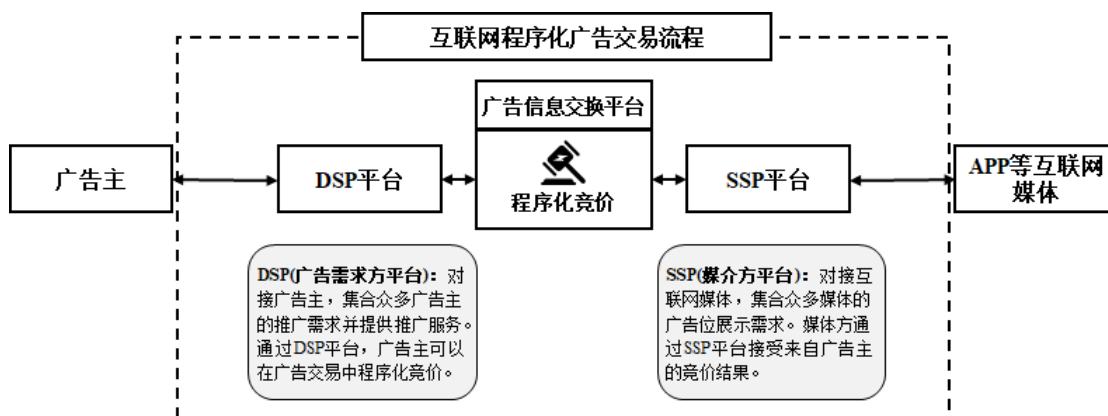 互联网程序化广告交易流程
广告信息交换平台
程序化竞价
广告主
DSP平台
SSP平台
APP等互联网
媒体
DSP(广告需求方平台)：对
接广告主，集合众多广告主
的推广需求并提供推广服务。
通过DSP平台，广告主可以
在广告交易中程序化竞价。
SSP(媒介方平台)：对接互
联网媒体，集合众多媒体的
广告位展示需求。媒体方通
过SSP平台接受来自广告主
的竞价结果。